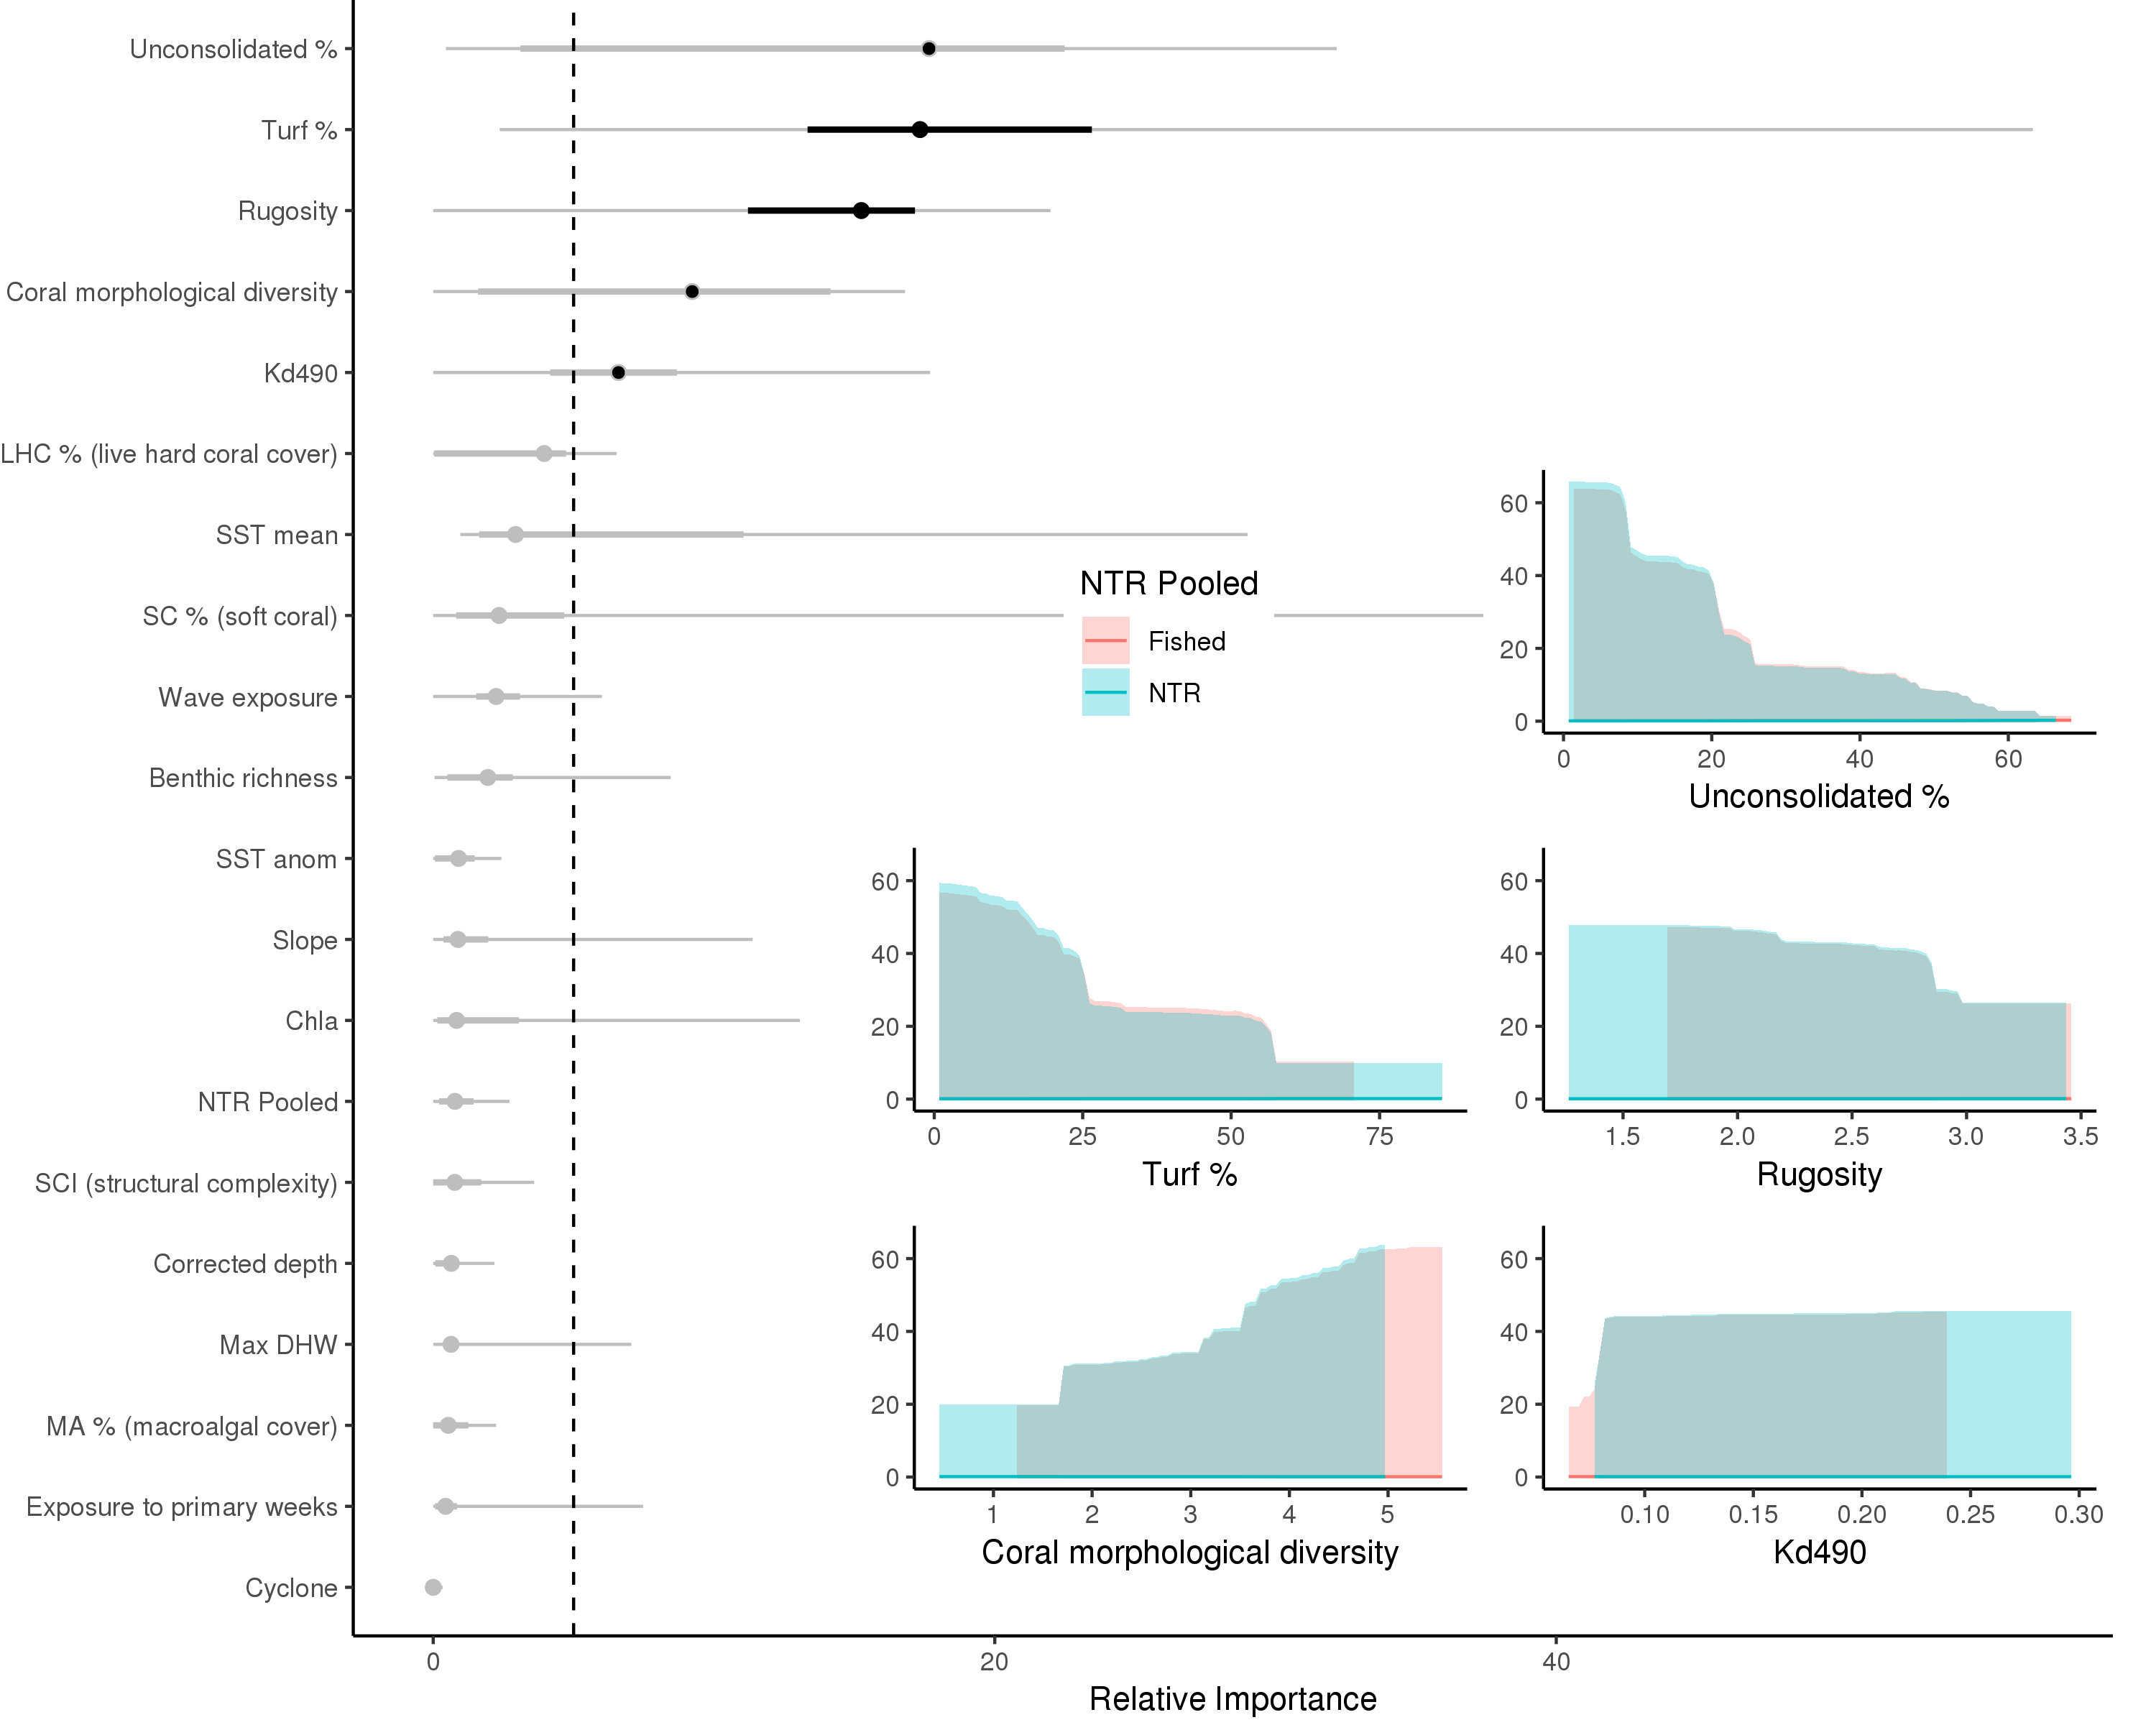 Unconsolidated %
Turf %
Rugosity
Coral morphological diversity
Kd490
LHC % (live hard coral cover)
SST mean
SC % (soft coral)
Wave exposure
Benthic richness
SST anom
Slope
Chla
NTR Pooled
SCI (structural complexity)
Corrected depth
Max DHW
MA % (macroalgal cover)
Exposure to primary weeks
Cyclone
0 20 40
Relative Importance
NTR Pooled
Fished
NTR
60
40
20
0
0 20 40 60
Unconsolidated %
60
40
20
0
0 25 50 75
Turf %
60
40
20
0
1.5 2.0 2.5 3.0 3.5
Rugosity
60
40
20
0
1 2 3 4 5
Coral morphological diversity
60
40
20
0
0.10 0.15 0.20 0.25 0.30
Kd490